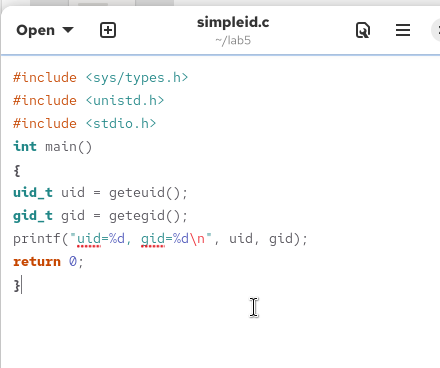 Open
simpleid.c
~/lab5
#include <sys/types.h>
#include <unistd.h>
#include <stdio.h>
int main()
{
uid_t uid = geteuid();
gid_t gid = getegid();
printf("uid=%d, gid=%d\n", uid, gid);
return 0;
}